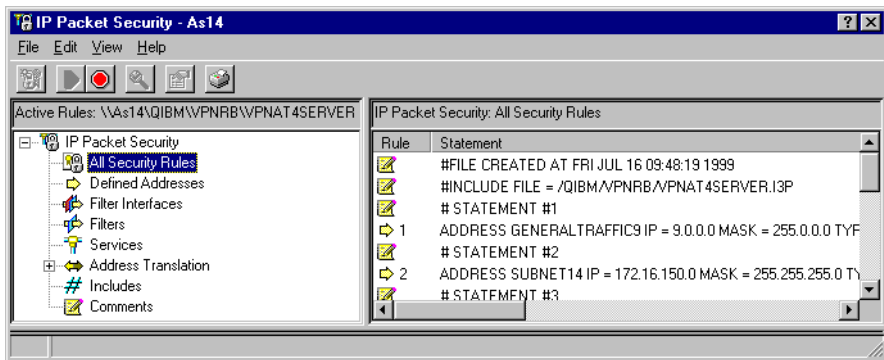 IP Packet Security - As14
File Edit View Help
Active Rules: \\As14\QIBM\VPNRB\VPNAT4SERVER
IP Packet Security: All Security Rules
IP Packet Security
All Security Rules
Defined Addresses
Filter Interfaces
Filters
Services
Address Translation
Includes
Comments
Rule Statement
#FILE CREATED AT FRI JUL 16 09:48:19 1999
#INCLUDE FILE = /QIBM/VPNRB/VPNAT4SERVER.I3P
# STATEMENT #1
1 ADDRESS GENERALTRAFFIC9 IP = 9.0.0.0 MASK = 255.0.0.0 TYP
# STATEMENT #2
2 ADDRESS SUBNET14 IP = 172.16.150.0 MASK = 255.255.255.0 TY
# STATEMENT #3